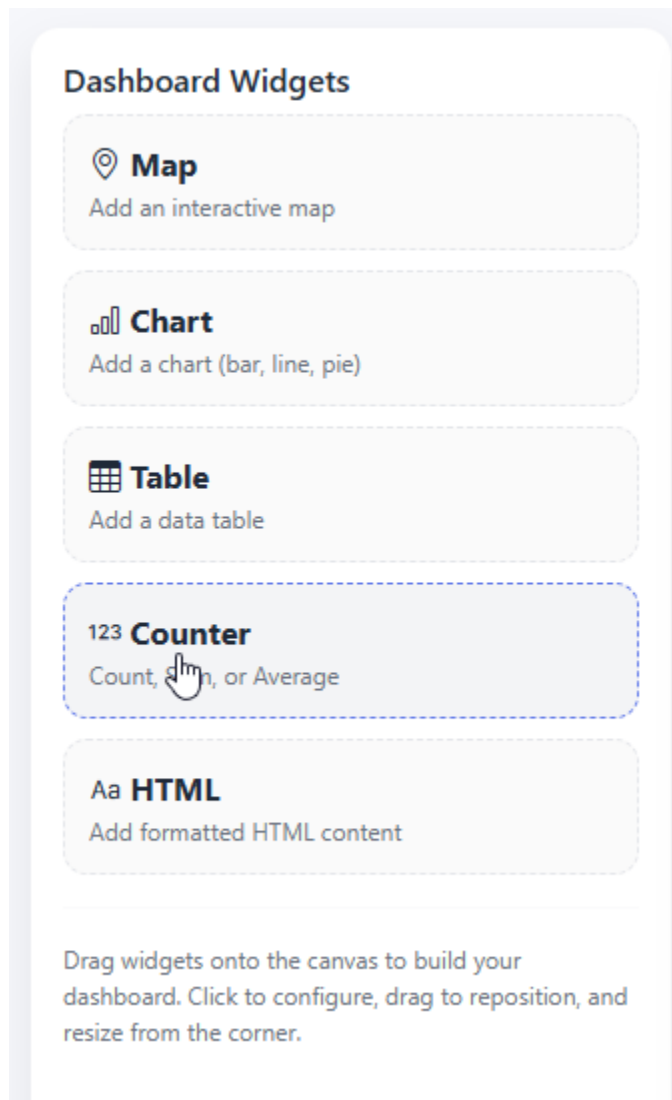 Dashboard Widgets
Map
Add an interactive map
Chart
Add a chart (bar, line, pie)
Table
Add a data table
123 Counter
Count, or Average
Aa HTML
Add formatted HTML content
Drag widgets onto the canvas to build your
dashboard. Click to configure, drag to reposition, and
resize from the corner.